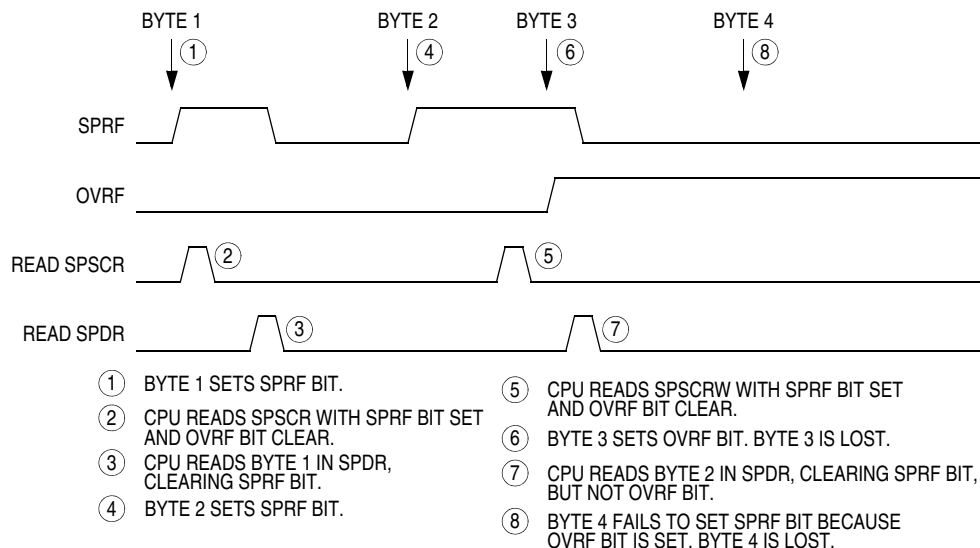 BYTE 1 BYTE 2 BYTE 3 BYTE 4
1 4 6 8
SPRF
OVRF
READ SPSCR 2 5
READ SPDR 3 7
1 BYTE 1 SETS SPRF BIT.
2 CPU READS SPSCR WITH SPRF BIT SET
AND OVRF BIT CLEAR.
3 CPU READS BYTE 1 IN SPDR,
CLEARING SPRF BIT.
4 BYTE 2 SETS SPRF BIT.
5 CPU READS SPSCRW WITH SPRF BIT SET
AND OVRF BIT CLEAR.
6 BYTE 3 SETS OVRF BIT. BYTE 3 IS LOST.
7 CPU READS BYTE 2 IN SPDR, CLEARING SPRF BIT,
BUT NOT OVRF BIT.
8 BYTE 4 FAILS TO SET SPRF BIT BECAUSE
OVRF BIT IS SET. BYTE 4 IS LOST.